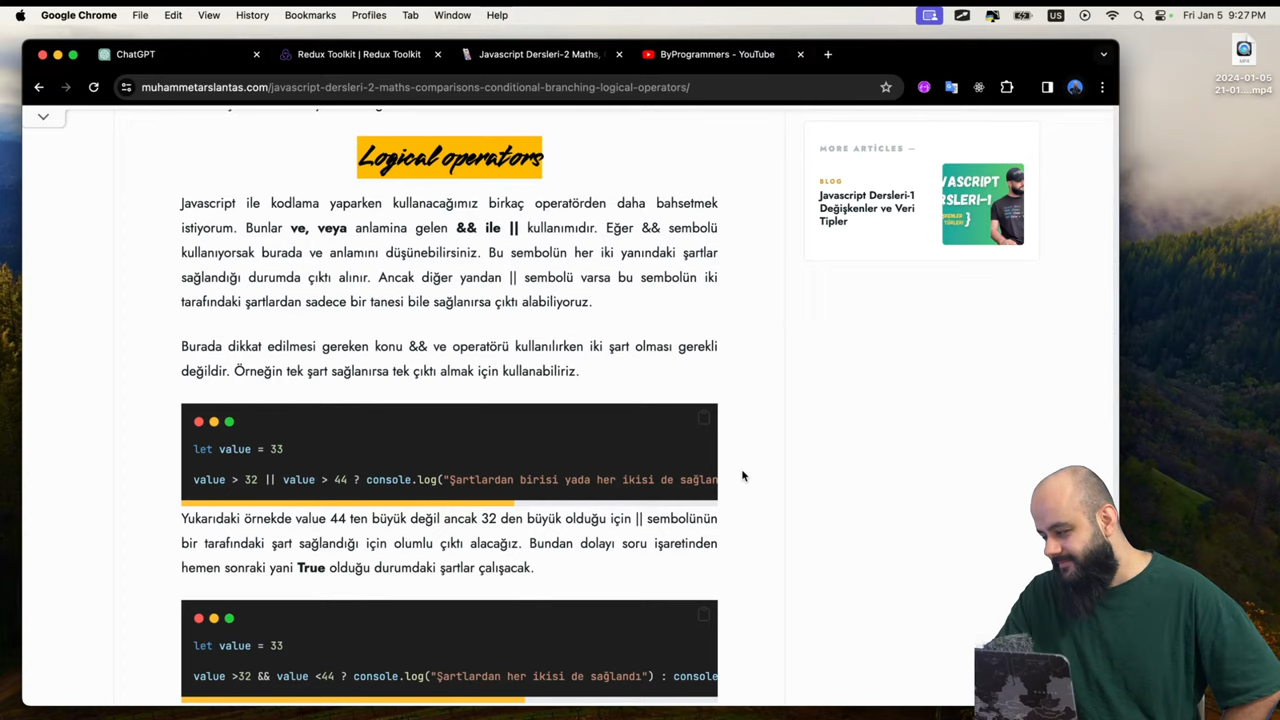 Google Chrome File Edit View History Bookmarks Profiles Tab Window Help US Fri Jan 5 9:27 PM
ChatGPT Redux Toolkit | Redux Toolkit Javascript Dersleri-2 Maths, ByProgrammers - YouTube
muhammetarslantas.com/javascript-dersleri-2-maths-comparisons-conditional-branching-logical-operators/
2024-01-05
21-01....mp4
Logical operators
Javascript ile kodlama yaparken kullanacağımız birkaç operatörden daha bahsetmek
istiyorum. Bunlar ve, veya anlamına gelen && ile || kullanımıdır. Eğer && sembolü
kullanıyorsak burada ve anlamını düşünebilirsiniz. Bu sembolün her iki yanındaki şartlar
sağlandığı durumda çıktı alınır. Ancak diğer yandan || sembolü varsa bu sembolün iki
tarafındaki şartlardan sadece bir tanesi bile sağlanırsa çıktı alabiliyoruz.
Burada dikkat edilmesi gereken konu && ve operatörü kullanılırken iki şart olması gerekli
değildir. Örneğin tek şart sağlanırsa tek çıktı almak için kullanabiliriz.
let value = 33
value > 32 || value > 44 ? console.log("Şartlardan birisi yada her ikisi de sağlan
Yukarıdaki örnekde value 44 ten büyük değil ancak 32 den büyük olduğu için || sembolünün
bir tarafındaki şart sağlandığı için olumlu çıktı alacağız. Bundan dolayı soru işaretinden
hemen sonraki yani True olduğu durumdaki şartlar çalışacak.
let value = 33
value >32 && value <44 ? console.log("Şartlardan her ikisi de sağlandı") : console
MORE ARTİCLES —
BLOG
Javascript Dersleri-1
Değişkenler ve Veri
Tipler